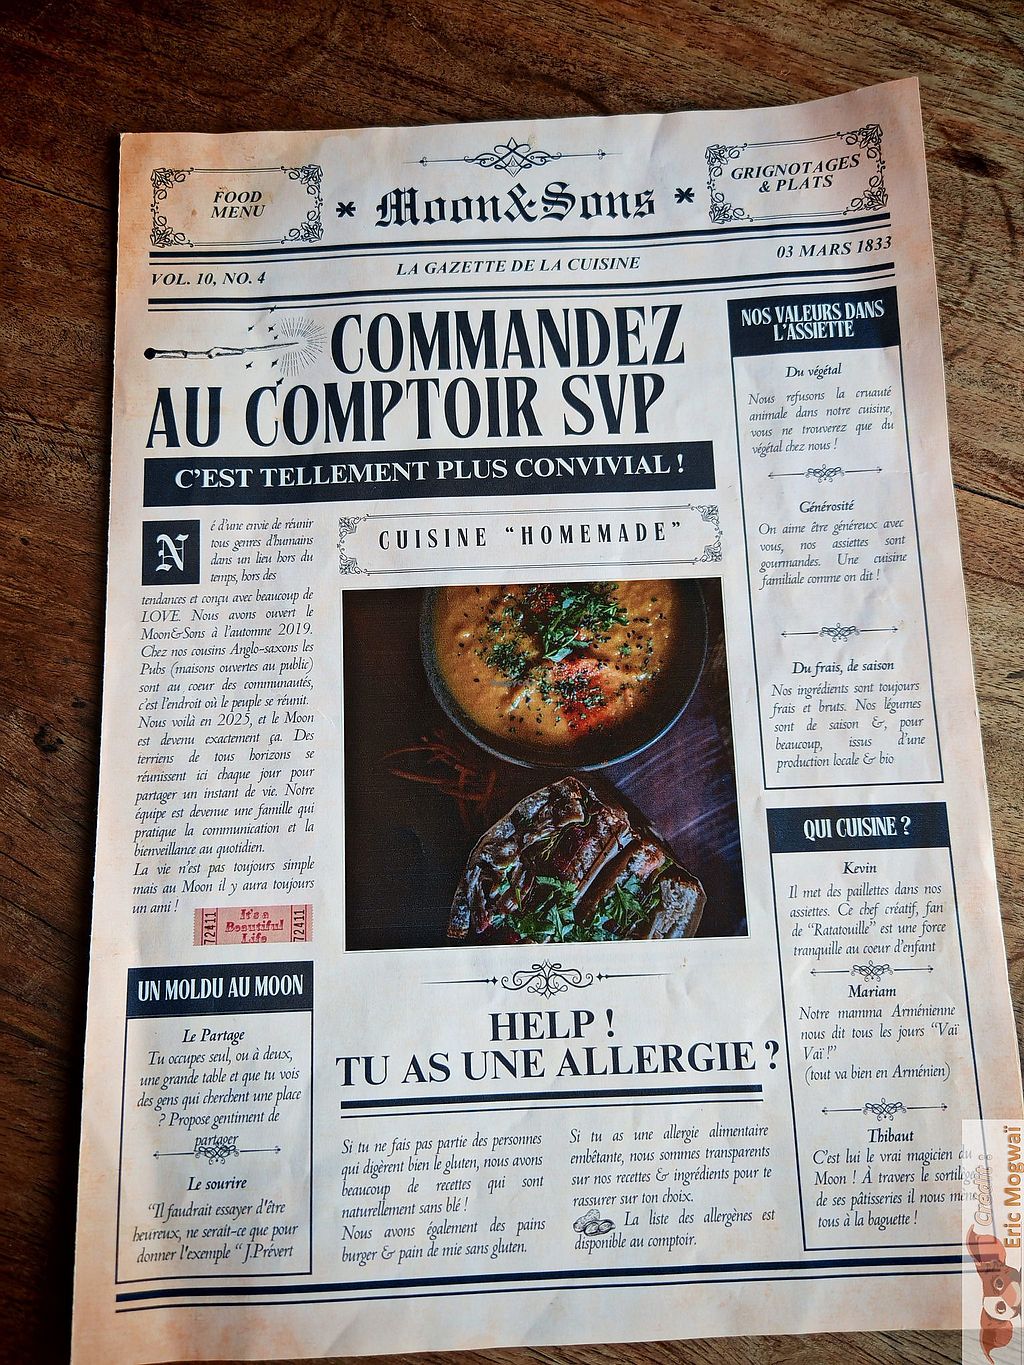 FOOD
MENU
Moon&Sons
GRIGNOTAGES
& PLATS
VOL. 10, NO. 4
LA GAZETTE DE LA CUISINE
03 MARS 1833
COMMANDEZ
AU COMPTOIR SVP
C'EST TELLEMENT PLUS CONVIVIAL !
N
é d'une envie de réunir
tous genres d'humains
dans un lieu hors du
temps, hors des
tendances et conçu avec beaucoup de
LOVE. Nous avons ouvert le
Moon&Sons à l'automne 2019.
Chez nos cousins Anglo-saxons les
Pubs (maisons ouvertes au public)
sont au coeur des communautés,
c'est l'endroit où le peuple se réunit.
Nous voilà en 2025, et le Moon
est devenu exactement ça. Des
terriens de tous horizons se
réunissent ici chaque jour pour
partager un instant de vie. Notre
équipe est devenue une famille qui
pratique la communication et la
bienveillance au quotidien.
La vie n'est pas toujours simple
mais au Moon il y aura toujours
un ami !
72411
It's a
Beautiful
Life
72411
UN MOLDU AU MOON
Le Partage
Tu occupes seul, ou à deux,
une grande table et que tu vois
des gens qui cherchent une place
? Propose gentiment de
partager
Le sourire
"Il faudrait essayer d'être
heureux, ne serait-ce que pour
donner l'exemple " J.Prévert
CUISINE "HOMEMADE"
HELP !
TU AS UNE ALLERGIE ?
Si tu ne fais pas partie des personnes
qui digèrent bien le gluten, nous avons
beaucoup de recettes qui sont
naturellement sans blé !
Nous avons également des pains
burger & pain de mie sans gluten.
Si tu as une allergie alimentaire
embêtante, nous sommes transparents
sur nos recettes & ingrédients pour te
rassurer sur ton choix.
La liste des allergènes est
disponible au comptoir.
NOS VALEURS DANS
L'ASSIETTE
Du végétal
Nous refusons la cruauté
animale dans notre cuisine,
vous ne trouverez que du
végétal chez nous !
Générosité
On aime être généreux avec
vous, nos assiettes sont
gourmandes. Une cuisine
familiale comme on dit !
Du frais, de saison
Nos ingrédients sont toujours
frais et bruts. Nos légumes
sont de saison &, pour
beaucoup, issus d'une
production locale & bio
QUI CUISINE ?
Kevin
Il met des paillettes dans nos
assiettes. Ce chef créatif, fan
de "Ratatouille" est une force
tranquille au coeur d'enfant
Mariam
Notre mamma Arménienne
nous dit tous les jours "Vaï
Vaï !"
(tout va bien en Arménien)
Thibaut
C'est lui le vrai magicien du
Moon ! À travers le sortilège
de ses pâtisseries il nous mène
tous à la baguette !
Crédit :
Eric Mogwaï